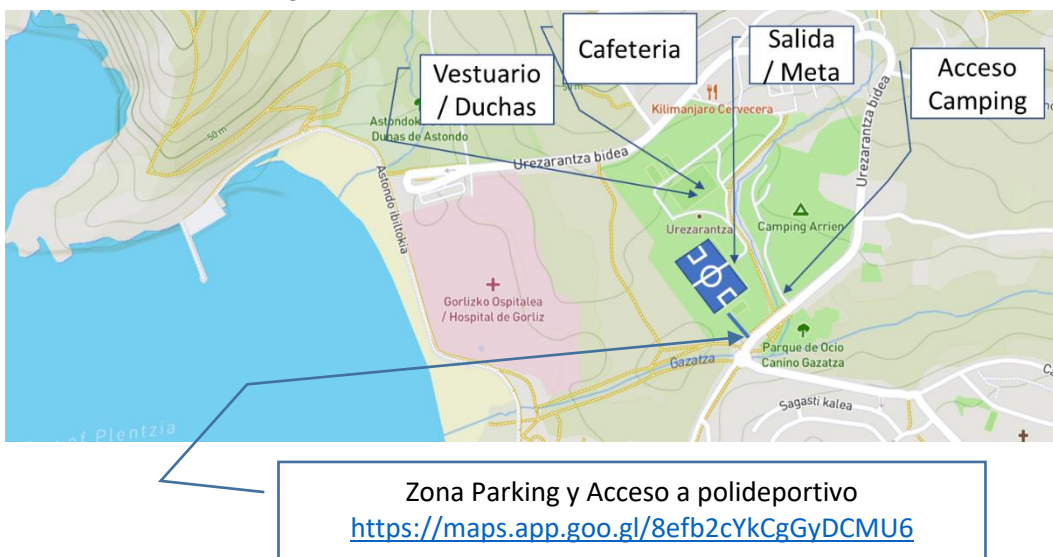 Vestuario
/ Duchas
Cafeteria
Salida
/ Meta
Acceso
Camping
50 m
Kilimanjaro Cervecera
Dunas de Astondo
50 m
Urezarantza bidea
Urezarantza bidea
Astondo ibiltokia
Urezarantza
Camping Arrien
Gorlizko Ospitalea
/ Hospital de Gorliz
Gazatza
Parque de Ocio
Canino Gazatza
Sagasti kalea
of Plentzia
Zona Parking y Acceso a polideportivo
https://maps.app.goo.gl/8efb2cYkCgGyDCMU6